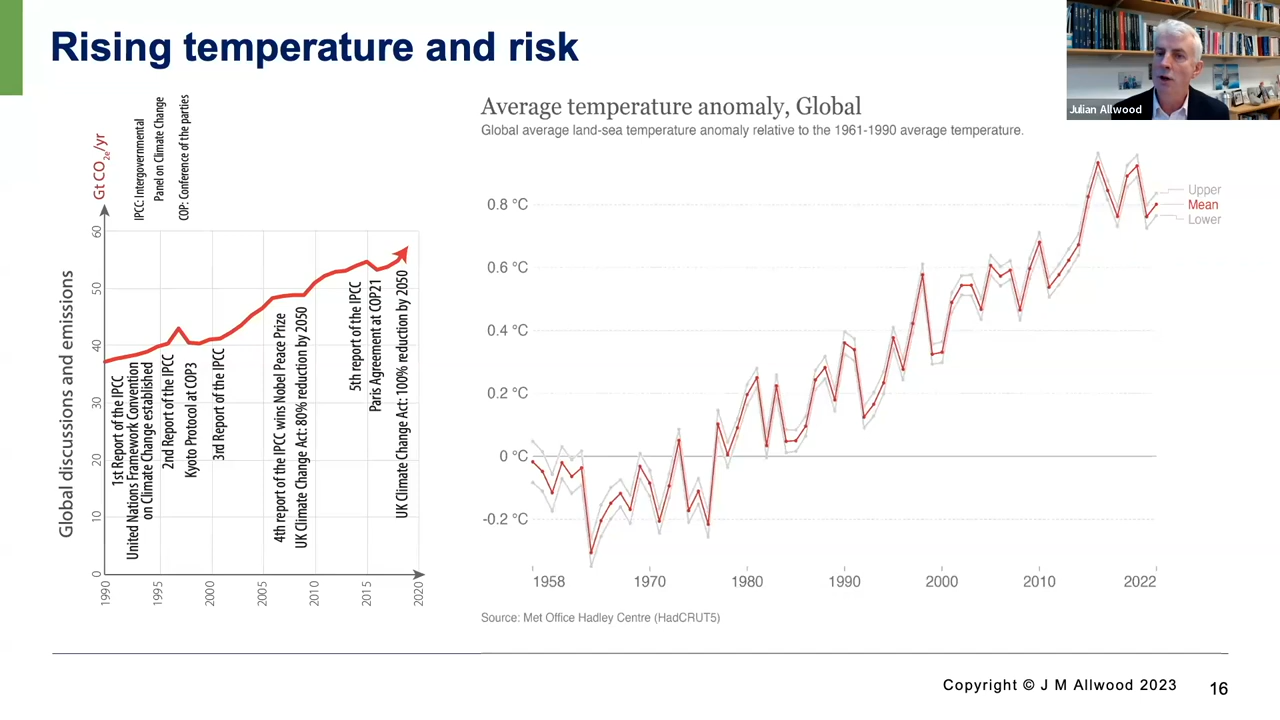 Rising temperature and risk
Julian Allwood
Global discussions and emissions
Gt CO2e/yr
IPCC: Intergovernmental
Panel on Climate Change
COP: Conference of the parties
60
50
40
30
20
10
0
1st Report of the IPCC
United Nations Framework Convention
on Climate Change established
2nd Report of the IPCC
Kyoto Prototol at COP3
3rd Report of the IPCC
4th report of the IPCC wins Nobel Peace Prize
UK Climate Change Act: 80% reduction by 2050
5th report of the IPCC
Paris Agreement at COP21
UK Climate Change Act: 100% reduction by 2050
1990
1995
2000
2005
2010
2015
2020
Average temperature anomaly, Global
Global average land-sea temperature anomaly relative to the 1961-1990 average temperature.
0.8 °C
0.6 °C
0.4 °C
0.2 °C
0 °C
-0.2 °C
Upper
Mean
Lower
1958
1970
1980
1990
2000
2010
2022
Source: Met Office Hadley Centre (HadCRUT5)
Copyright © J M Allwood 2023
16